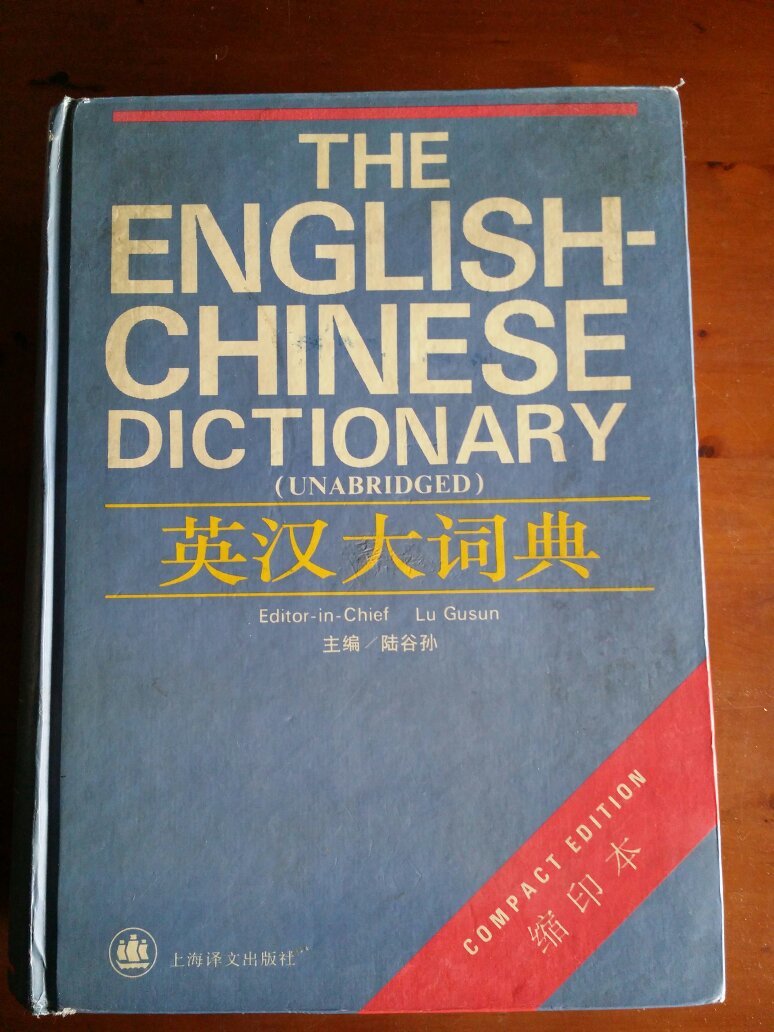 THE
ENGLISH-
CHINESE
DICTIONARY
(UNABRIDGED)
英汉大词典
Editor-in-Chief Lu Gusun
主编／陆谷孙
COMPACT EDITION
缩印本
上海译文出版社